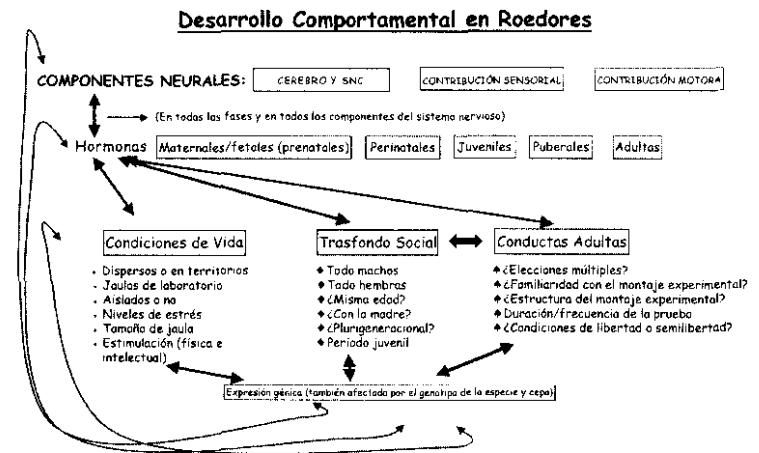 Desarrollo Comportamental en Roedores
COMPONENTES NEURALES: CEREBRO Y SNC CONTRIBUCIÓN SENSORIAL CONTRIBUCIÓN MOTORA
(En todas las fases y en todos los componentes del sistema nervioso)
Hormonas Maternales/fetales (prenatales) Perinatales Juveniles Puberales Adultas
Condiciones de Vida Trasfondo Social Conductas Adultas
• Dispersos o en territorios
• Jaulas de laboratorio
• Aislados o no
• Niveles de estrés
• Tamaño de jaula
• Estimulación (física e
intelectual)
♦ Todo machos
♦ Todo hembras
♦ ¿Misma edad?
♦ ¿Con la madre?
♦ ¿Plurigeneracional?
♦ Periodo juvenil
♠ ¿Elecciones múltiples?
♠ ¿Familiaridad con el montaje experimental?
♠ ¿Estructura del montaje experimental?
♠ Duración/frecuencia de la prueba
♠ ¿Condiciones de libertad o semilibertad?
Expresión génica (también afectada por el genotipo de la especie y cepa)